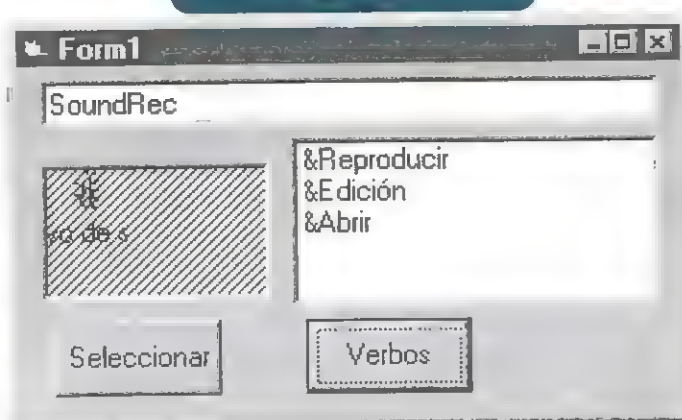 Form1
SoundRec
&Reproducir
&Edición
&Abrir
Seleccionar
Verbos